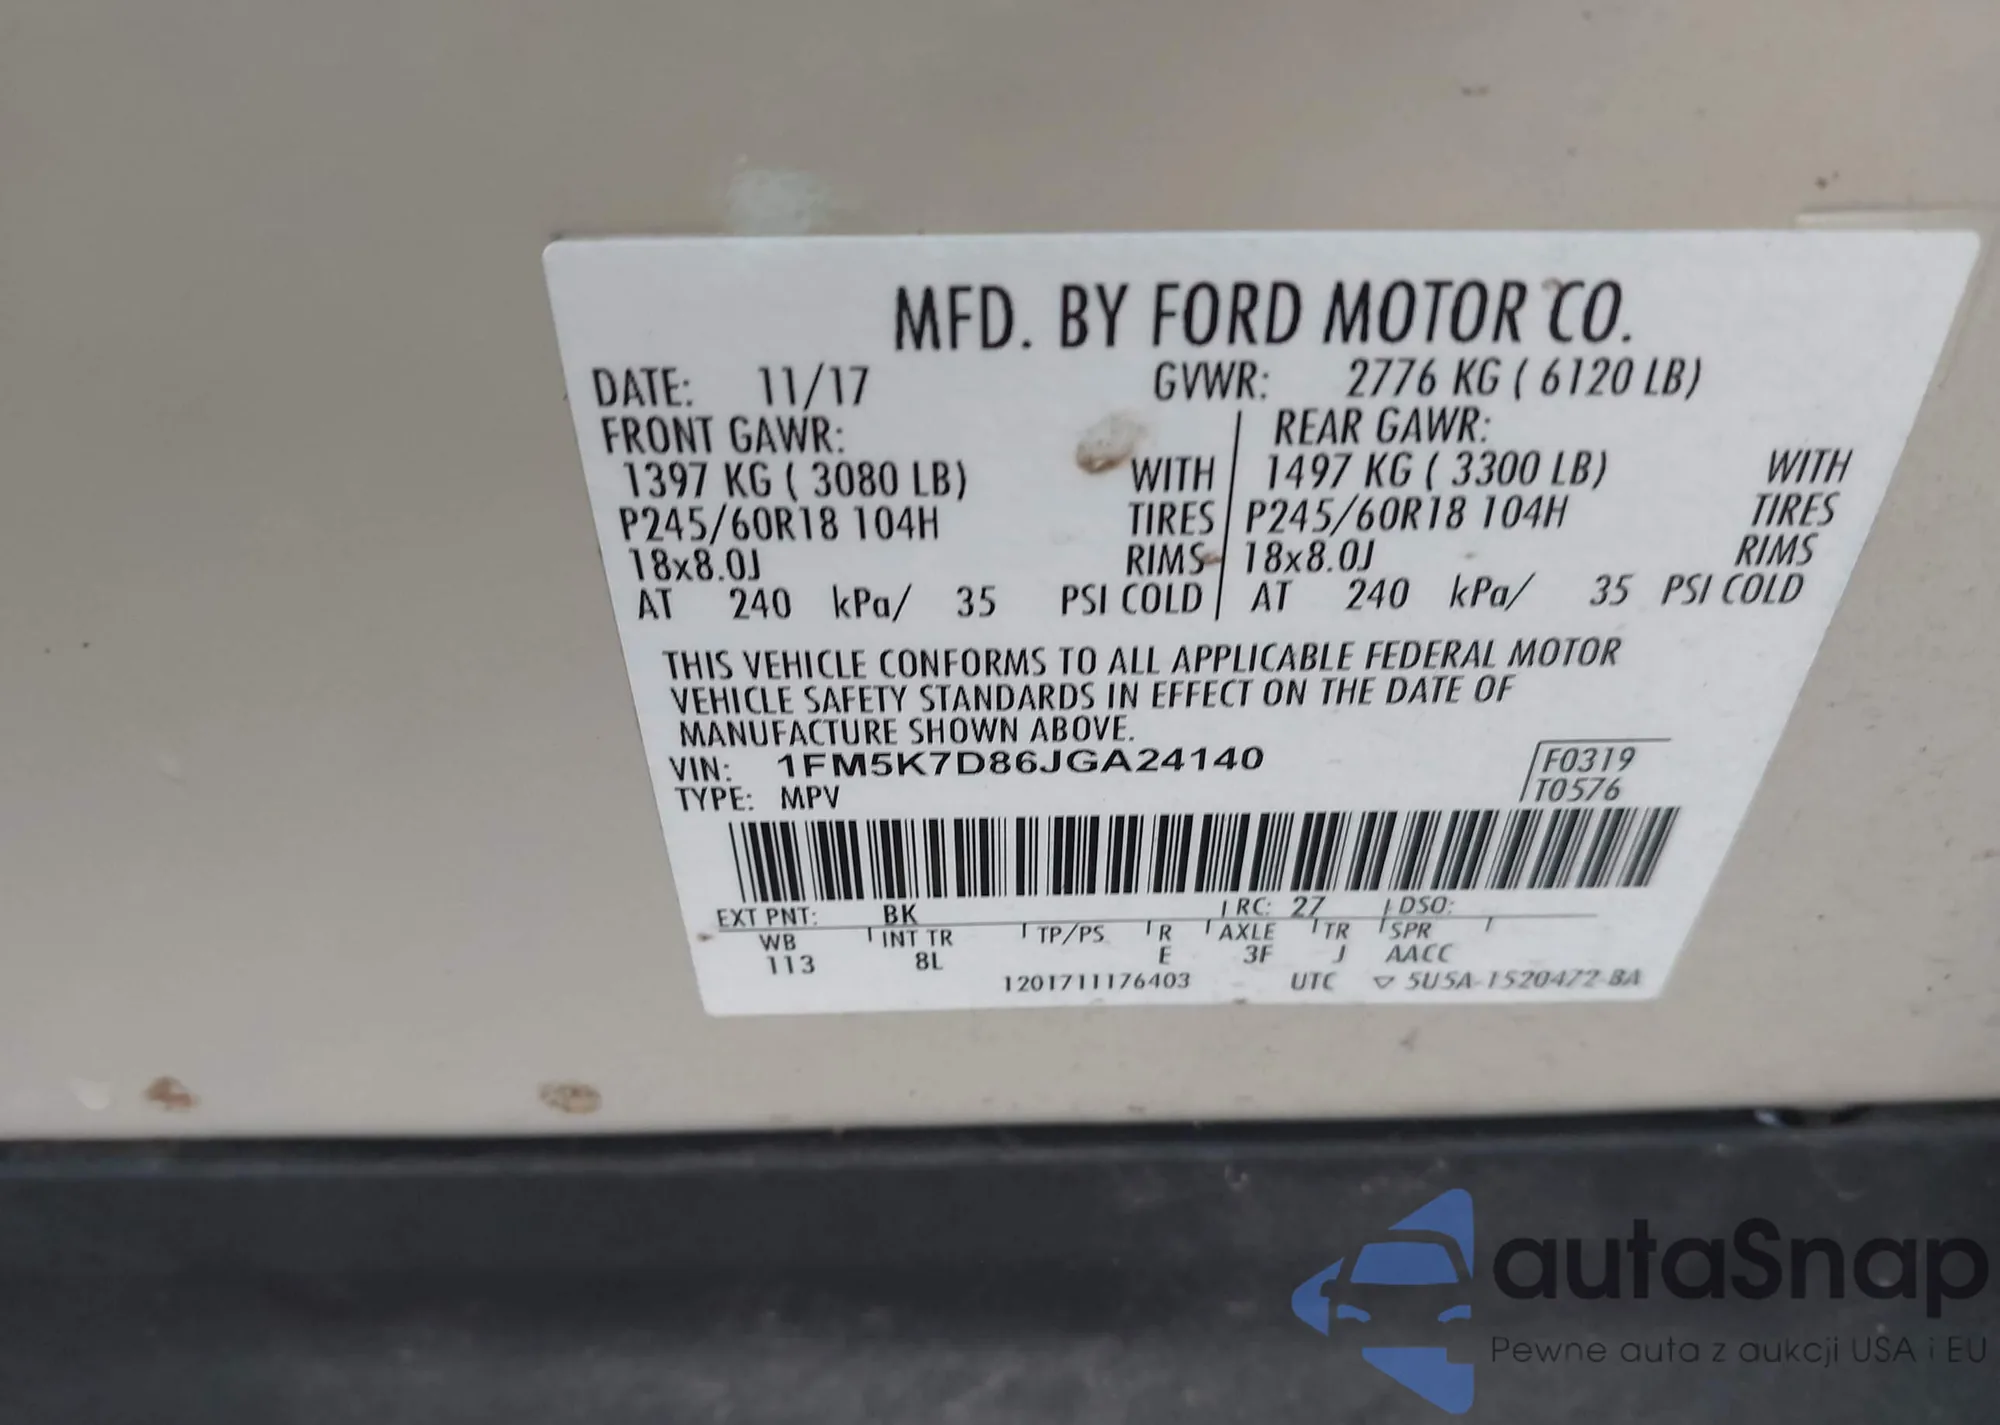 MFD. BY FORD MOTOR CO.
DATE: 11/17 GVWR: 2776 KG ( 6120 LB)
FRONT GAWR: REAR GAWR:
1397 KG ( 3080 LB) WITH 1497 KG ( 3300 LB) WITH
P245/60R18 104H TIRES P245/60R18 104H TIRES
18x8.0J RIMS 18x8.0J RIMS
AT 240 kPa/ 35 PSI COLD AT 240 kPa/ 35 PSI COLD
THIS VEHICLE CONFORMS TO ALL APPLICABLE FEDERAL MOTOR
VEHICLE SAFETY STANDARDS IN EFFECT ON THE DATE OF
MANUFACTURE SHOWN ABOVE.
VIN: 1FM5K7D86JGA24140 F0319
TYPE: MPV T0576
EXT PNT: BK RC: 27 DSO:
WB INT TR TP/PS R AXLE TR SPR
113 8L E 3F J AACC
1201711176403 UTC ▽ 5U5A-1520472-BA
autaSnap
Pewne auta z aukcji USA i EU